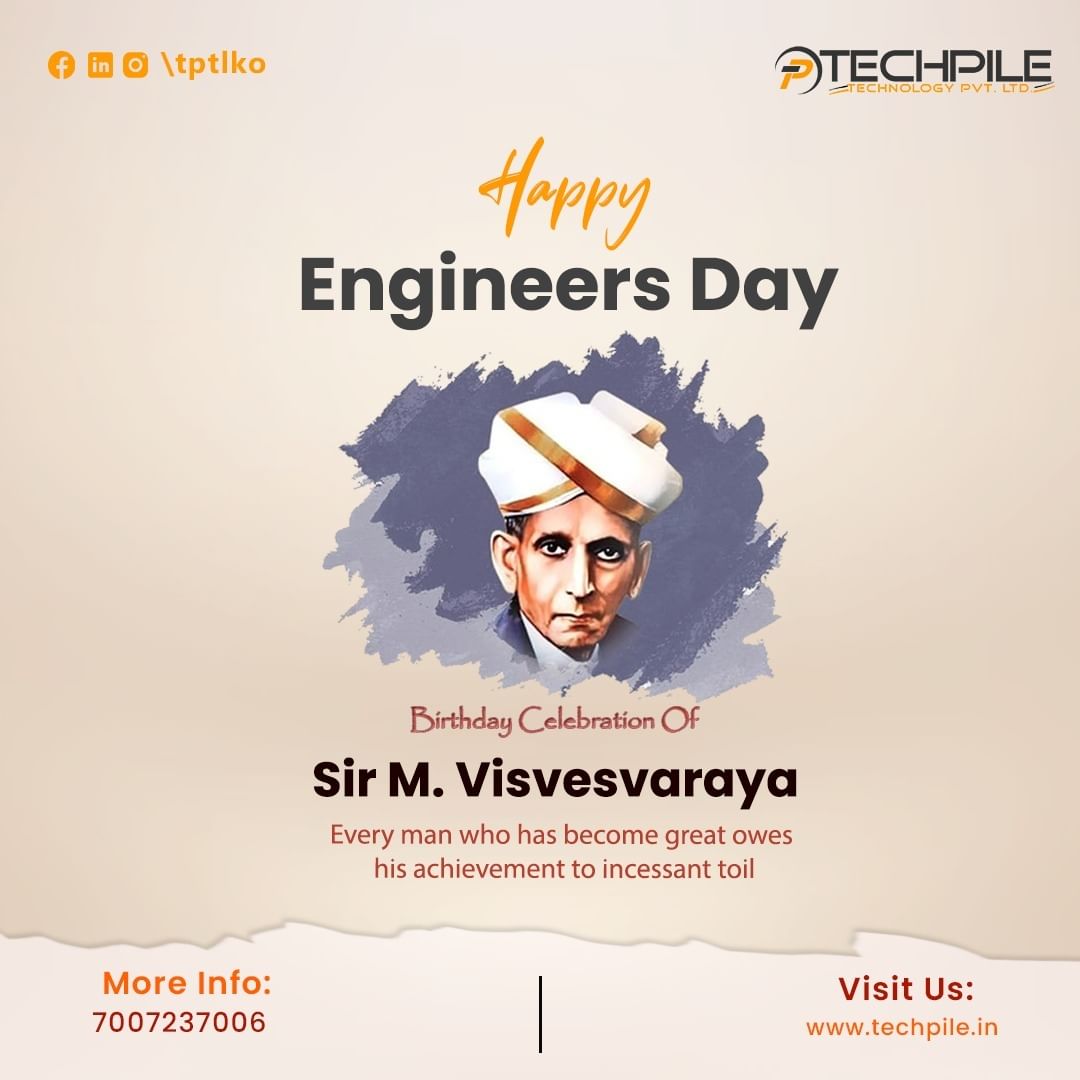 \tptlko
TECHPILE
TECHNOLOGY PVT. LTD.
Happy
Engineers Day
Birthday Celebration Of
Sir M. Visvesvaraya
Every man who has become great owes
his achievement to incessant toil
More Info:
7007237006
Visit Us:
www.techpile.in